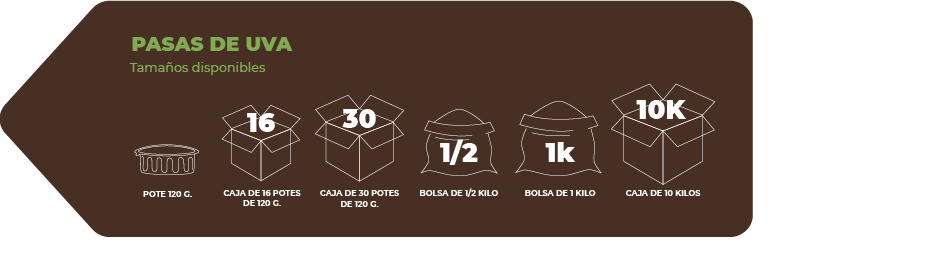 PASAS DE UVA
Tamaños disponibles
16
30
1/2
1k
10K
POTE 120 G.
CAJA DE 16 POTES
DE 120 G.
CAJA DE 30 POTES
DE 120 G.
BOLSA DE 1/2 KILO
BOLSA DE 1 KILO
CAJA DE 10 KILOS